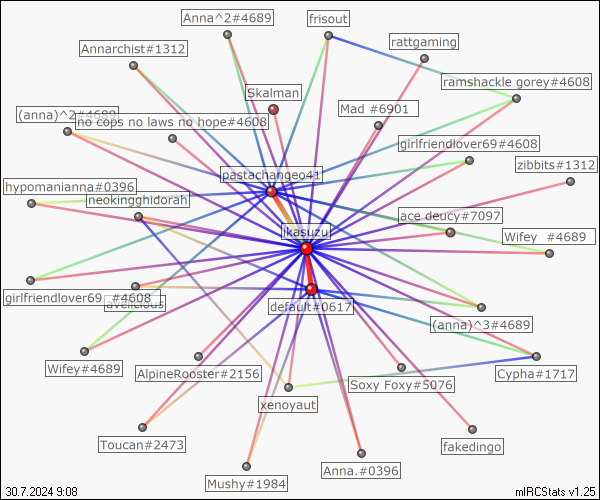 Anna^2#4689
frisout
rattgaming
Annarchist#1312
ramshackle gorey#4608
Skalman
Mad #6901
(anna)^2#4689
no cops no laws no hope#4608
girlfriendlover69#4608
zibbits#1312
pastachangeo41
hypomanianna#0396
neokingghidorah
ace deucy#7097
jikasuzu
Wifey #4689
girlfriendlover69 #4608
avelicious
default#0617
(anna)^3#4689
Wifey#4689
AlpineRooster#2156
Soxy Foxy#5076
Cypha#1717
xenoyaut
Toucan#2473
fakedingo
Mushy#1984
Anna.#0396
30.7.2024 9:08
mIRCStats v1.25